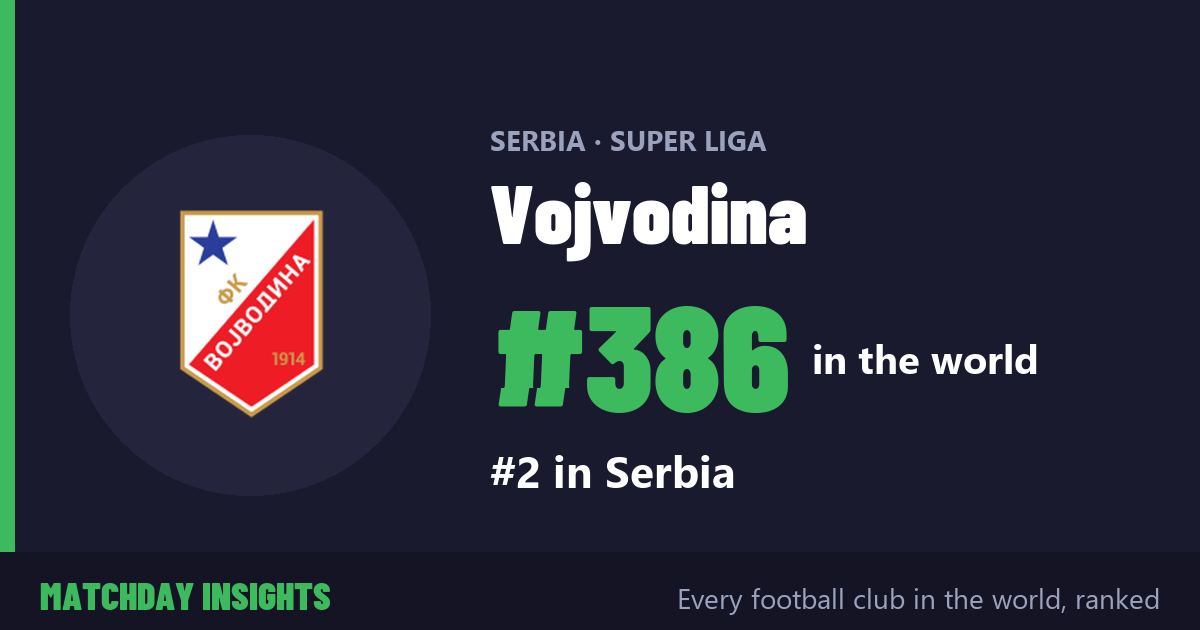 SERBIA · SUPER LIGA
Vojvodina
ФК
ВОЈВОДИНА
1914
#386 in the world
#2 in Serbia
MATCHDAY INSIGHTS
Every football club in the world, ranked